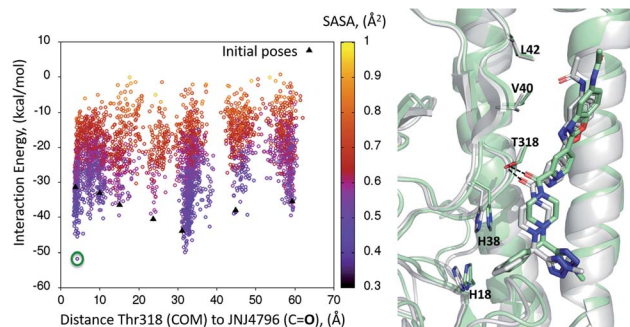 SASA, (Å²)
Initial poses
Interaction Energy, (kcal/mol)
10
0
-10
-20
-30
-40
-50
-60
0
10
20
30
40
50
60
70
Distance Thr318 (COM) to JNJ4796 (C=O), (Å)
1
0.9
0.8
0.7
0.6
0.5
0.4
0.3
L42
V40
T318
H38
H18